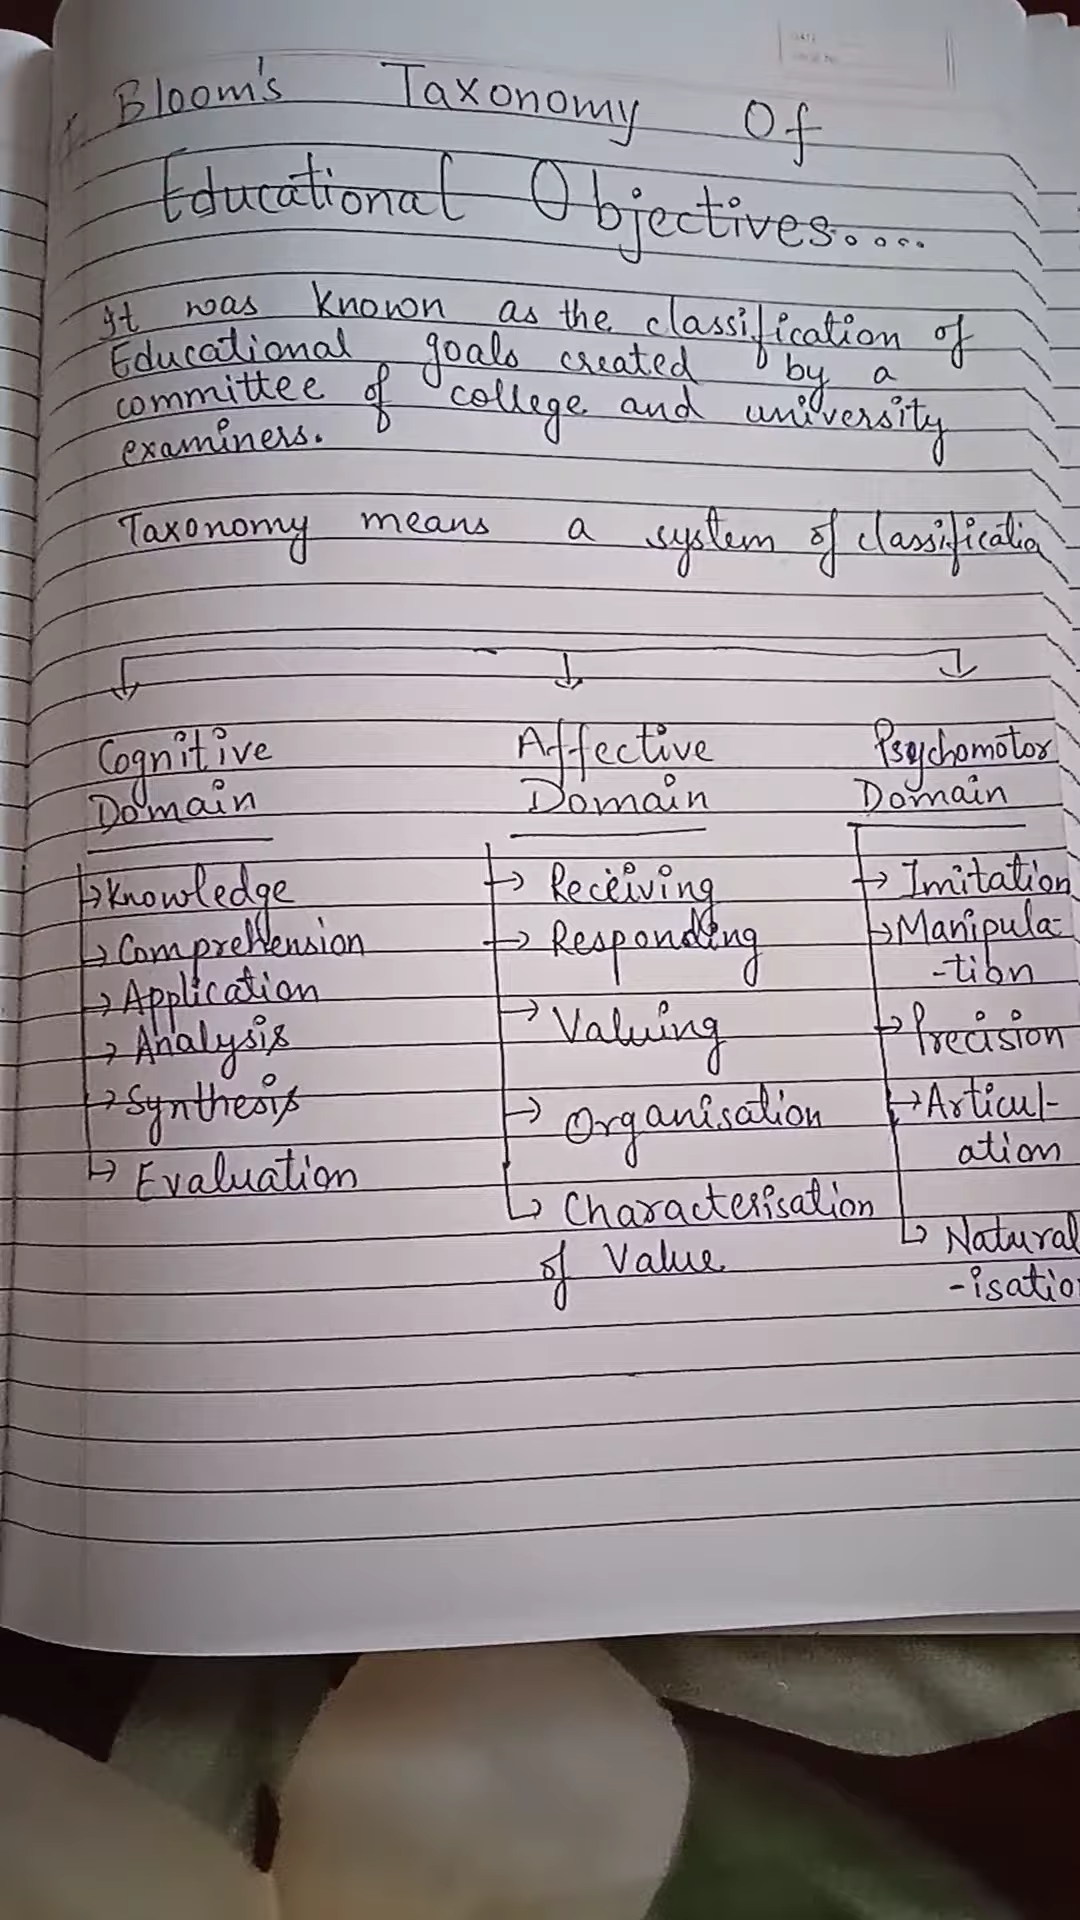 Bloom's Taxonomy Of
Educational Objectives....
It was known as the classification of
Educational goals created by a
committee of college and university
examiners.
Taxonomy means a system of classificatio
Cognitive Domain
Affective Domain
Psychomotor Domain
→ Knowledge
→ Comprehension
→ Application
→ Analysis
→ Synthesis
→ Evaluation
→ Receiving
→ Responding
→ Valuing
→ Organisation
→ Characterisation
of Value
→ Imitation
→ Manipula-
-tion
→ Precision
→ Articul-
ation
→ Natural
-isation